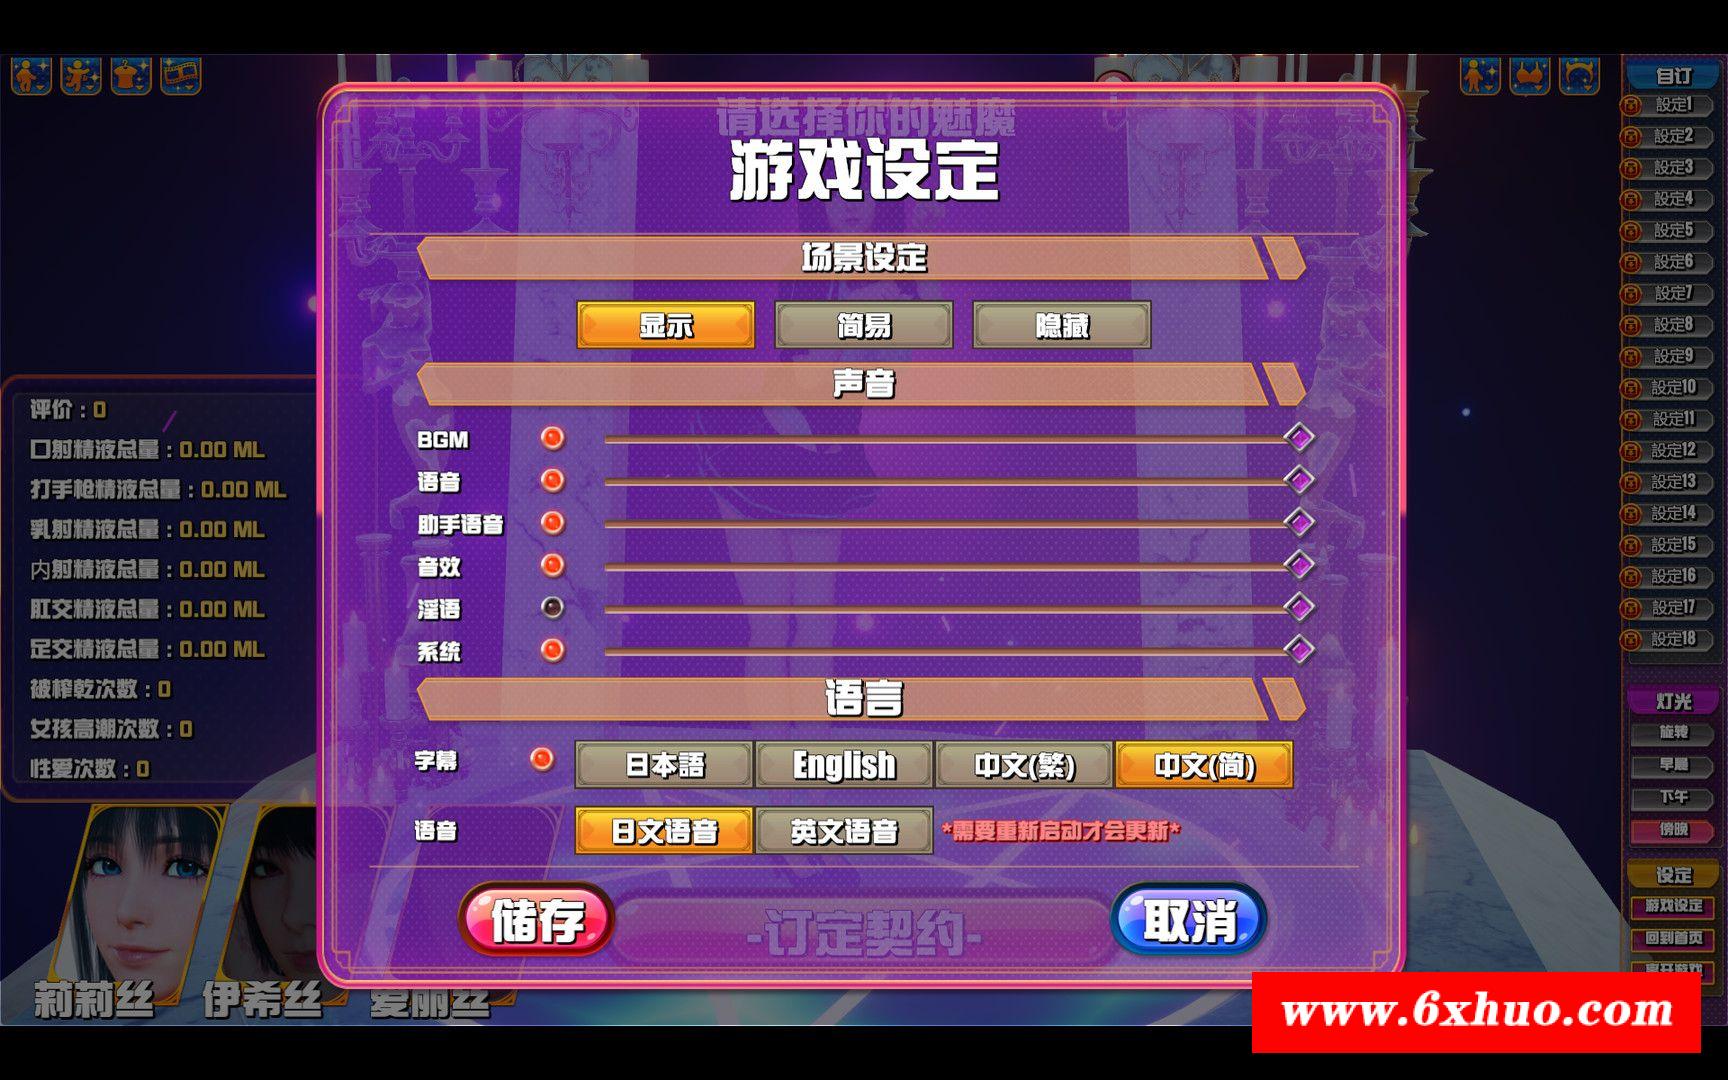 请选择你的魅魔
游戏设定
场景设定
显示 简易 隐藏
声音
BGM
语音
助手语音
音效
淫语
系统
语言
字幕 日本語 English 中文(繁) 中文(简)
语音 日文语音 英文语音 *需要重新启动才会更新*
储存 -订定契约- 取消
评价 : 0
口射精液总量 : 0.00 ML
打手枪精液总量 : 0.00 ML
乳射精液总量 : 0.00 ML
内射精液总量 : 0.00 ML
肛交精液总量 : 0.00 ML
足交精液总量 : 0.00 ML
被榨乾次数 : 0
女孩高潮次数 : 0
性爱次数 : 0
莉莉丝 伊希丝 爱丽丝
自订
設定1
設定2
設定3
設定4
設定5
設定6
設定7
設定8
設定9
設定10
設定11
設定12
設定13
設定14
設定15
設定16
設定17
設定18
灯光
旋转
早晨
下午
傍晚
设定
游戏设定
回到首页
离开游戏
www.6xhuo.com